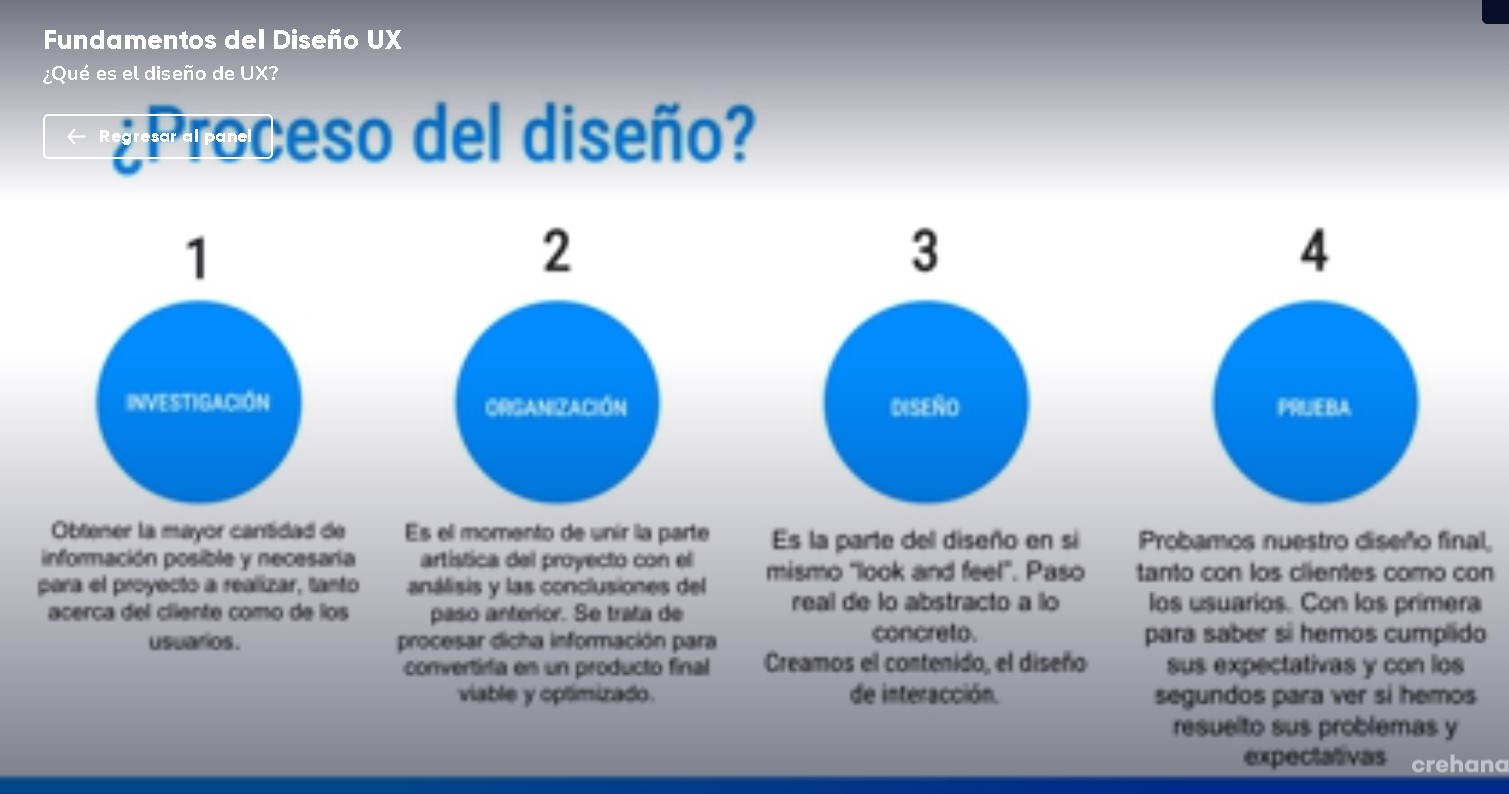 Fundamentos del Diseño UX
¿Qué es el diseño de UX?
¿Proceso del diseño?
← Regresar al panel
1
2
3
4
INVESTIGACIÓN
ORGANIZACIÓN
DISEÑO
PRUEBA
Obtener la mayor cantidad de
información posible y necesaria
para el proyecto a realizar, tanto
acerca del cliente como de los
usuarios.
Es el momento de unir la parte
artística del proyecto con el
análisis y las conclusiones del
paso anterior. Se trata de
procesar dicha información para
convertirla en un producto final
viable y optimizado.
Es la parte del diseño en si
mismo "look and feel". Paso
real de lo abstracto a lo
concreto.
Creamos el contenido, el diseño
de interacción.
Probamos nuestro diseño final,
tanto con los clientes como con
los usuarios. Con los primera
para saber si hemos cumplido
sus expectativas y con los
segundos para ver si hemos
resuelto sus problemas y
expectativas
crehana